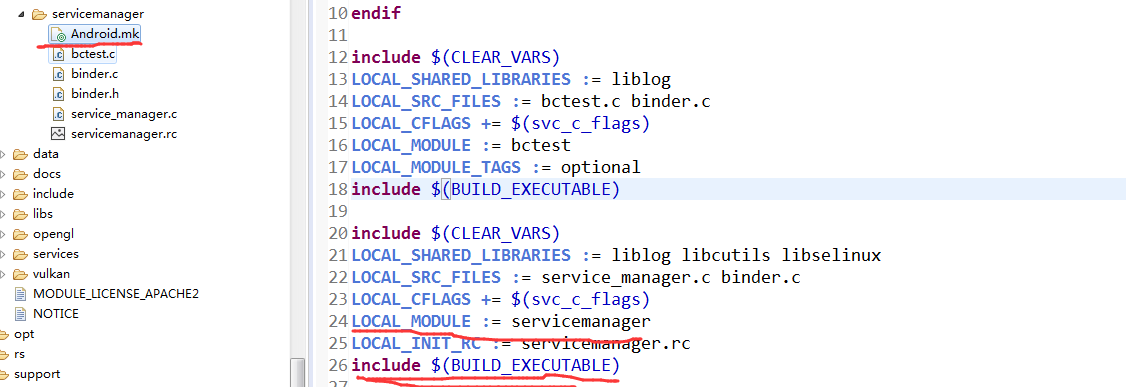 servicemanager
Android.mk
bctest.c
binder.c
binder.h
service_manager.c
servicemanager.rc
data
docs
include
libs
opengl
services
vulkan
MODULE_LICENSE_APACHE2
NOTICE
opt
rs
support
10 endif
11
12 include $(CLEAR_VARS)
13 LOCAL_SHARED_LIBRARIES := liblog
14 LOCAL_SRC_FILES := bctest.c binder.c
15 LOCAL_CFLAGS += $(svc_c_flags)
16 LOCAL_MODULE := bctest
17 LOCAL_MODULE_TAGS := optional
18 include $(BUILD_EXECUTABLE)
19
20 include $(CLEAR_VARS)
21 LOCAL_SHARED_LIBRARIES := liblog libcutils libselinux
22 LOCAL_SRC_FILES := service_manager.c binder.c
23 LOCAL_CFLAGS += $(svc_c_flags)
24 LOCAL_MODULE := servicemanager
25 LOCAL_INIT_RC := servicemanager.rc
26 include $(BUILD_EXECUTABLE)
27